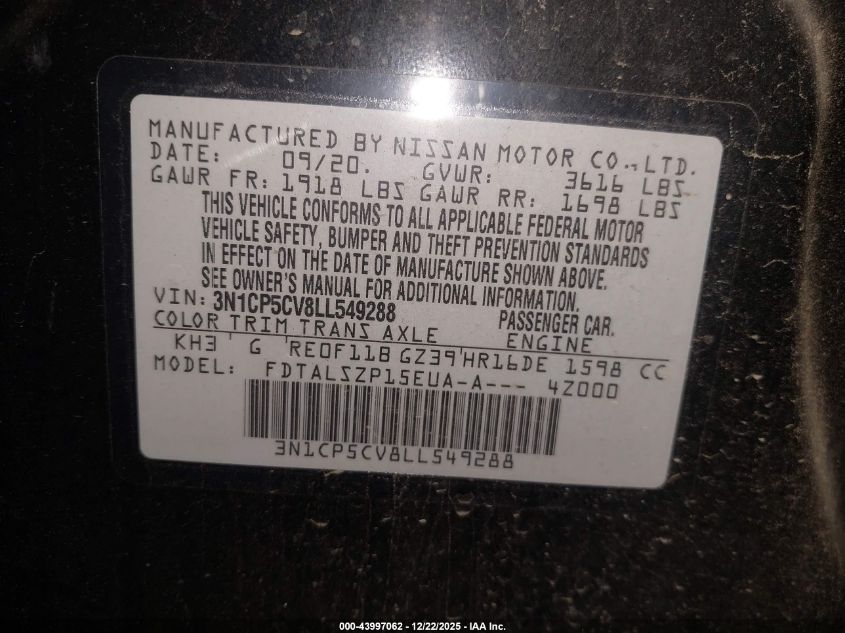 MANUFACTURED BY NISSAN MOTOR CO., LTD.
DATE: 09/20. GVWR: 3616 LBS
GAWR FR: 1918 LBS GAWR RR: 1698 LBS
THIS VEHICLE CONFORMS TO ALL APPLICABLE FEDERAL MOTOR
VEHICLE SAFETY, BUMPER AND THEFT PREVENTION STANDARDS
IN EFFECT ON THE DATE OF MANUFACTURE SHOWN ABOVE.
SEE OWNER'S MANUAL FOR ADDITIONAL INFORMATION.
VIN: 3N1CP5CV8LL549288 PASSENGER CAR.
COLOR TRIM TRANS AXLE ENGINE
KH3 G RE0F11B GZ39 HR16DE 1598 CC
MODEL: FDTALSZP15EUA-A--- 4Z000
3N1CP5CV8LL549288
000-43997062 - 12/22/2025 - IAA Inc.